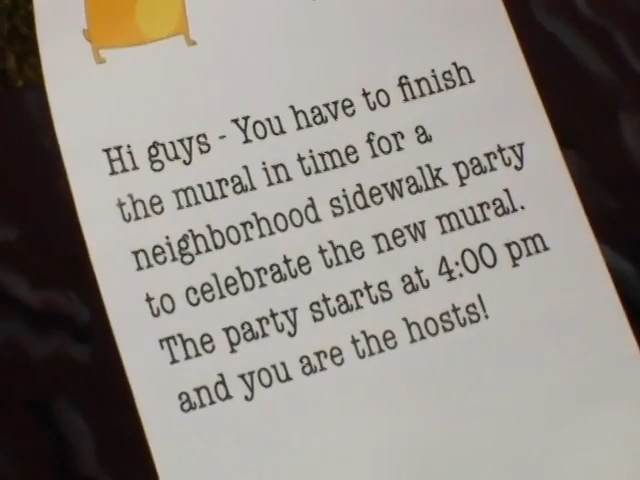 Hi guys - You have to finish
the mural in time for a
neighborhood sidewalk party
to celebrate the new mural.
The party starts at 4:00 pm
and you are the hosts!